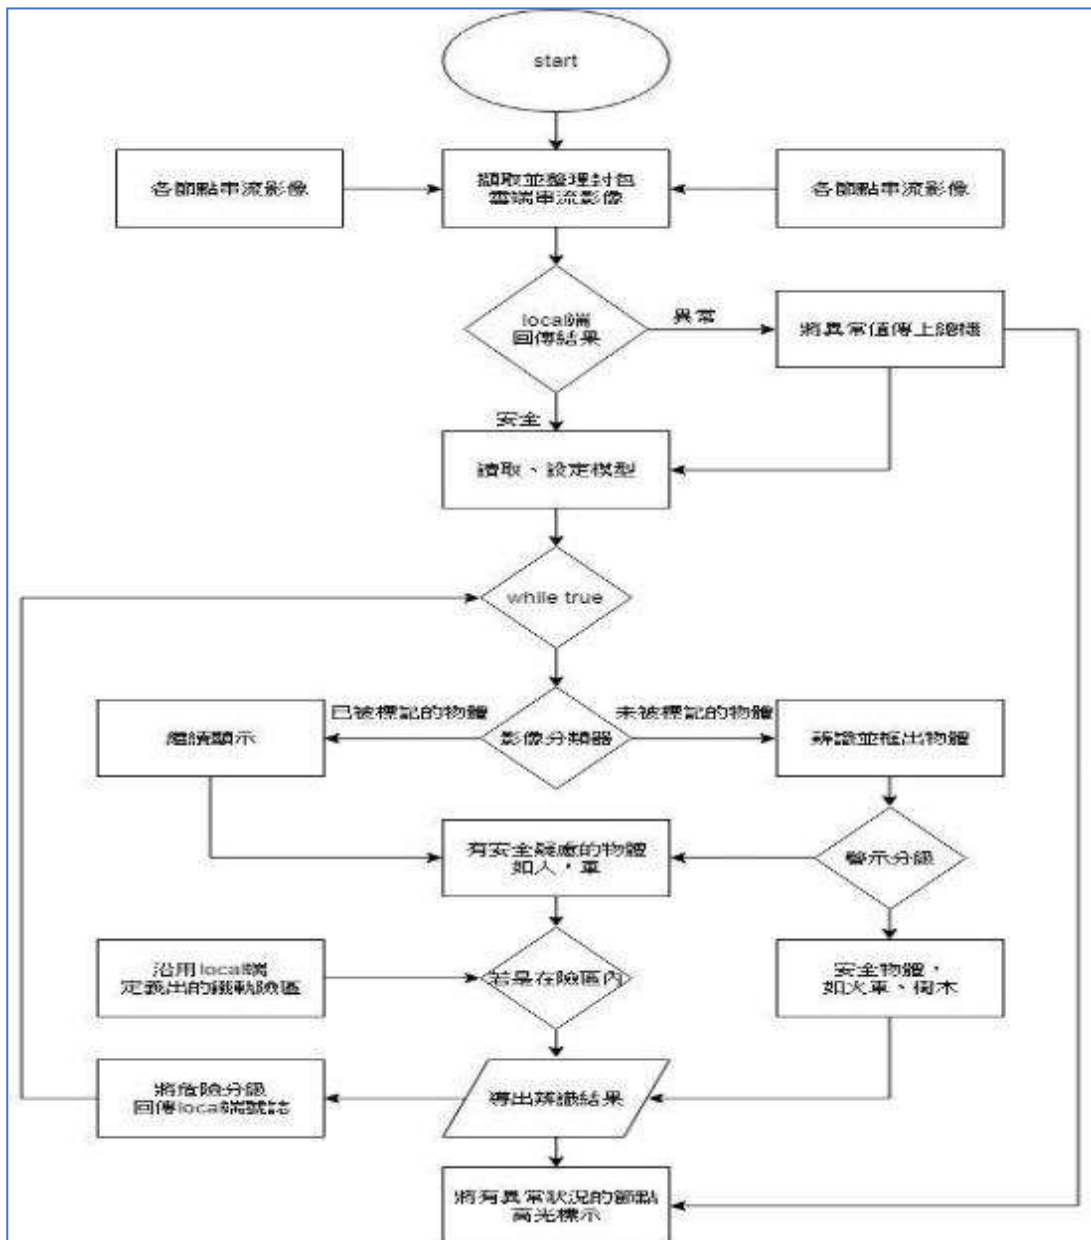 start
各節點串流影像
擷取並整理封包
雲端串流影像
各節點串流影像
local端
回傳結果
異常
將異常值傳上總機
安全
讀取、設定模型
while true
已被標記的物體
未被標記的物體
繼續顯示
影像分類器
辨識並框出物體
有安全疑慮的物體
如人，車
警示分級
沿用local端
定義出的鐵軌險區
若是在險區內
安全物體，
如火車、樹木
將危險分級
回傳local端號誌
導出辨識結果
將有異常狀況的節點
高光標示